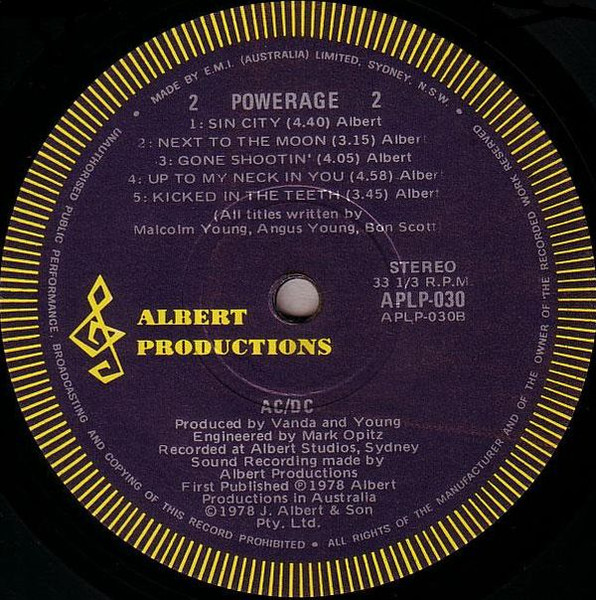 MADE BY E.M.I. (AUSTRALIA) LIMITED, SYDNEY, N.S.W.
2 POWERAGE 2
1: SIN CITY (4.40) Albert
2: NEXT TO THE MOON (3.15) Albert
3: GONE SHOOTIN' (4.05) Albert
4: UP TO MY NECK IN YOU (4.58) Albert
5: KICKED IN THE TEETH (3.45) Albert
(All titles written by
Malcolm Young, Angus Young, Bon Scott
STEREO
33 1/3 R.P.M.
APLP-030
APLP-030B
ALBERT
PRODUCTIONS
AC/DC
Produced by Vanda and Young
Engineered by Mark Opitz
Recorded at Albert Studios, Sydney
Sound Recording made by
Albert Productions
First Published ℗1978 Albert
Productions in Australia
©1978 J. Albert & Son
Pty. Ltd.
UNAUTHORISED PUBLIC PERFORMANCE, BROADCASTING AND COPYING OF THIS RECORD PROHIBITED • ALL RIGHTS OF THE MANUFACTURER AND OF THE OWNER OF THE RECORDED WORK RESERVED